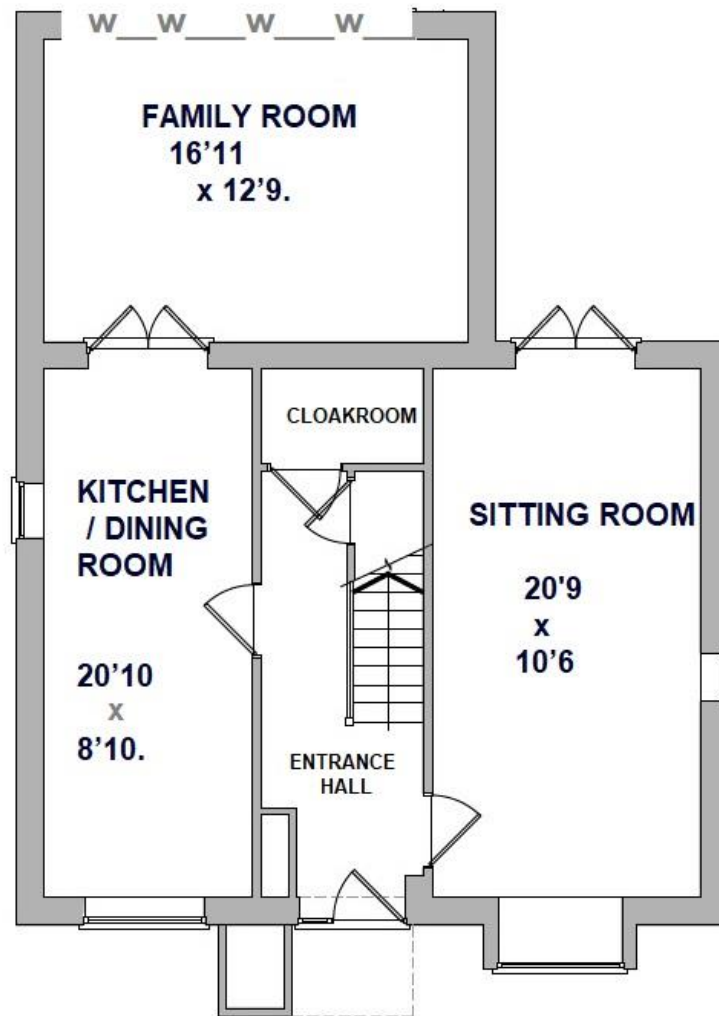 W__W____W____W___
FAMILY ROOM
16’11
x 12’9.
CLOAKROOM
KITCHEN
/ DINING
ROOM
20’10
x
8’10.
SITTING ROOM
20'9
x
10’6
ENTRANCE
HALL